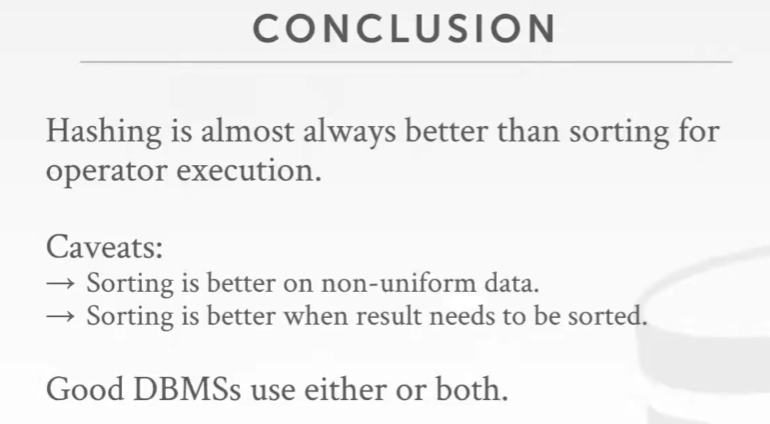 CONCLUSION
Hashing is almost always better than sorting for
operator execution.
Caveats:
→ Sorting is better on non-uniform data.
→ Sorting is better when result needs to be sorted.
Good DBMSs use either or both.